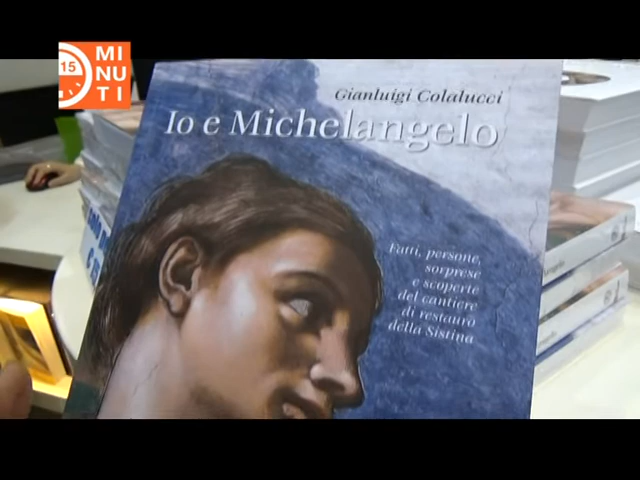 15
MI
NU
TI
Gianluigi Colalucci
Io e Michelangelo
Fatti, persone,
sorprese
e scoperte
del cantiere
di restauro
della Sistina